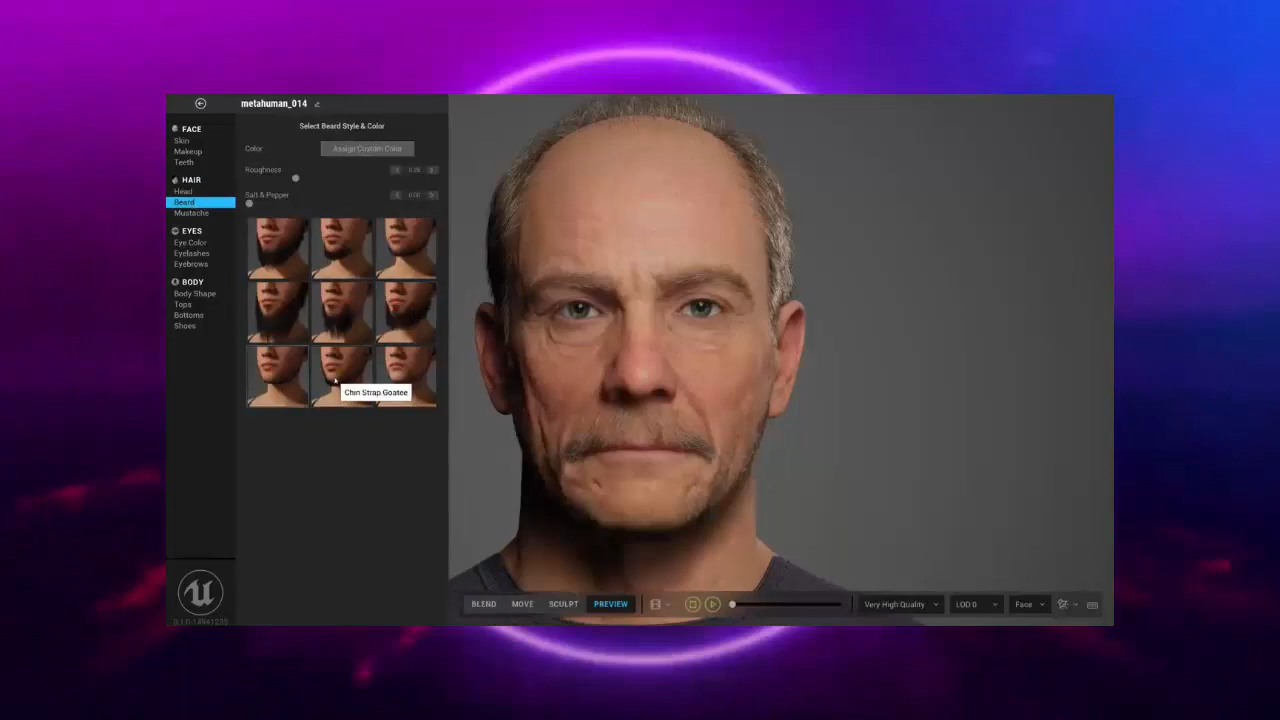 metahuman_014
FACE
Skin
Makeup
Teeth
HAIR
Head
Beard
Mustache
EYES
Eye Color
Eyelashes
Eyebrows
BODY
Body Shape
Tops
Bottoms
Shoes
Select Beard Style & Color
Color
Assign Custom Color
Roughness
Salt & Pepper
0.00
Chin Strap Goatee
BLEND
MOVE
SCULPT
PREVIEW
Very High Quality
LOD 0
Face